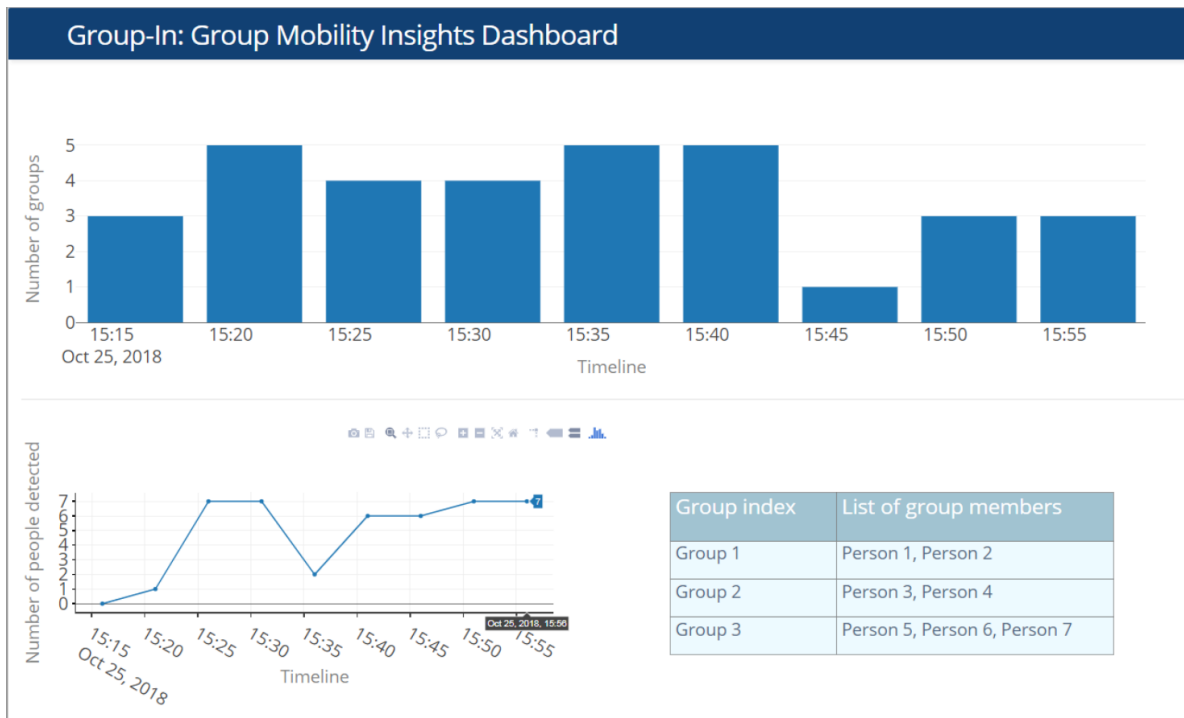 Group-In: Group Mobility Insights Dashboard
Number of groups
5
4
3
2
1
0
15:15 15:20 15:25 15:30 15:35 15:40 15:45 15:50 15:55
Oct 25, 2018
Timeline
Number of people detected
7
6
5
4
3
2
1
0
7
Oct 25, 2018, 15:56
15:15 15:20 15:25 15:30 15:35 15:40 15:45 15:50 15:55
Oct 25, 2018
Timeline
Group index List of group members
Group 1 Person 1, Person 2
Group 2 Person 3, Person 4
Group 3 Person 5, Person 6, Person 7